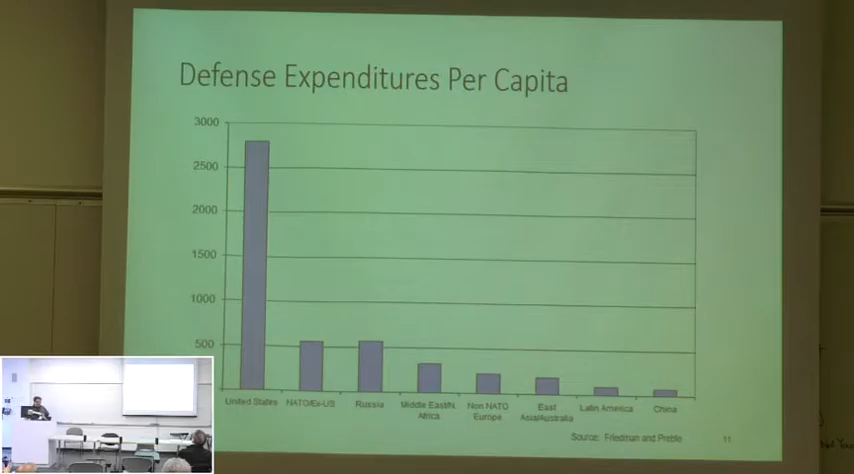 Defense Expenditures Per Capita
3000
2500
2000
1500
1000
500
United States
NATO/Ex-US
Russia
Middle East/N.
Africa
Non NATO
Europe
East
Asia/Australia
Latin America
China
Source: Friedman and Preble
11